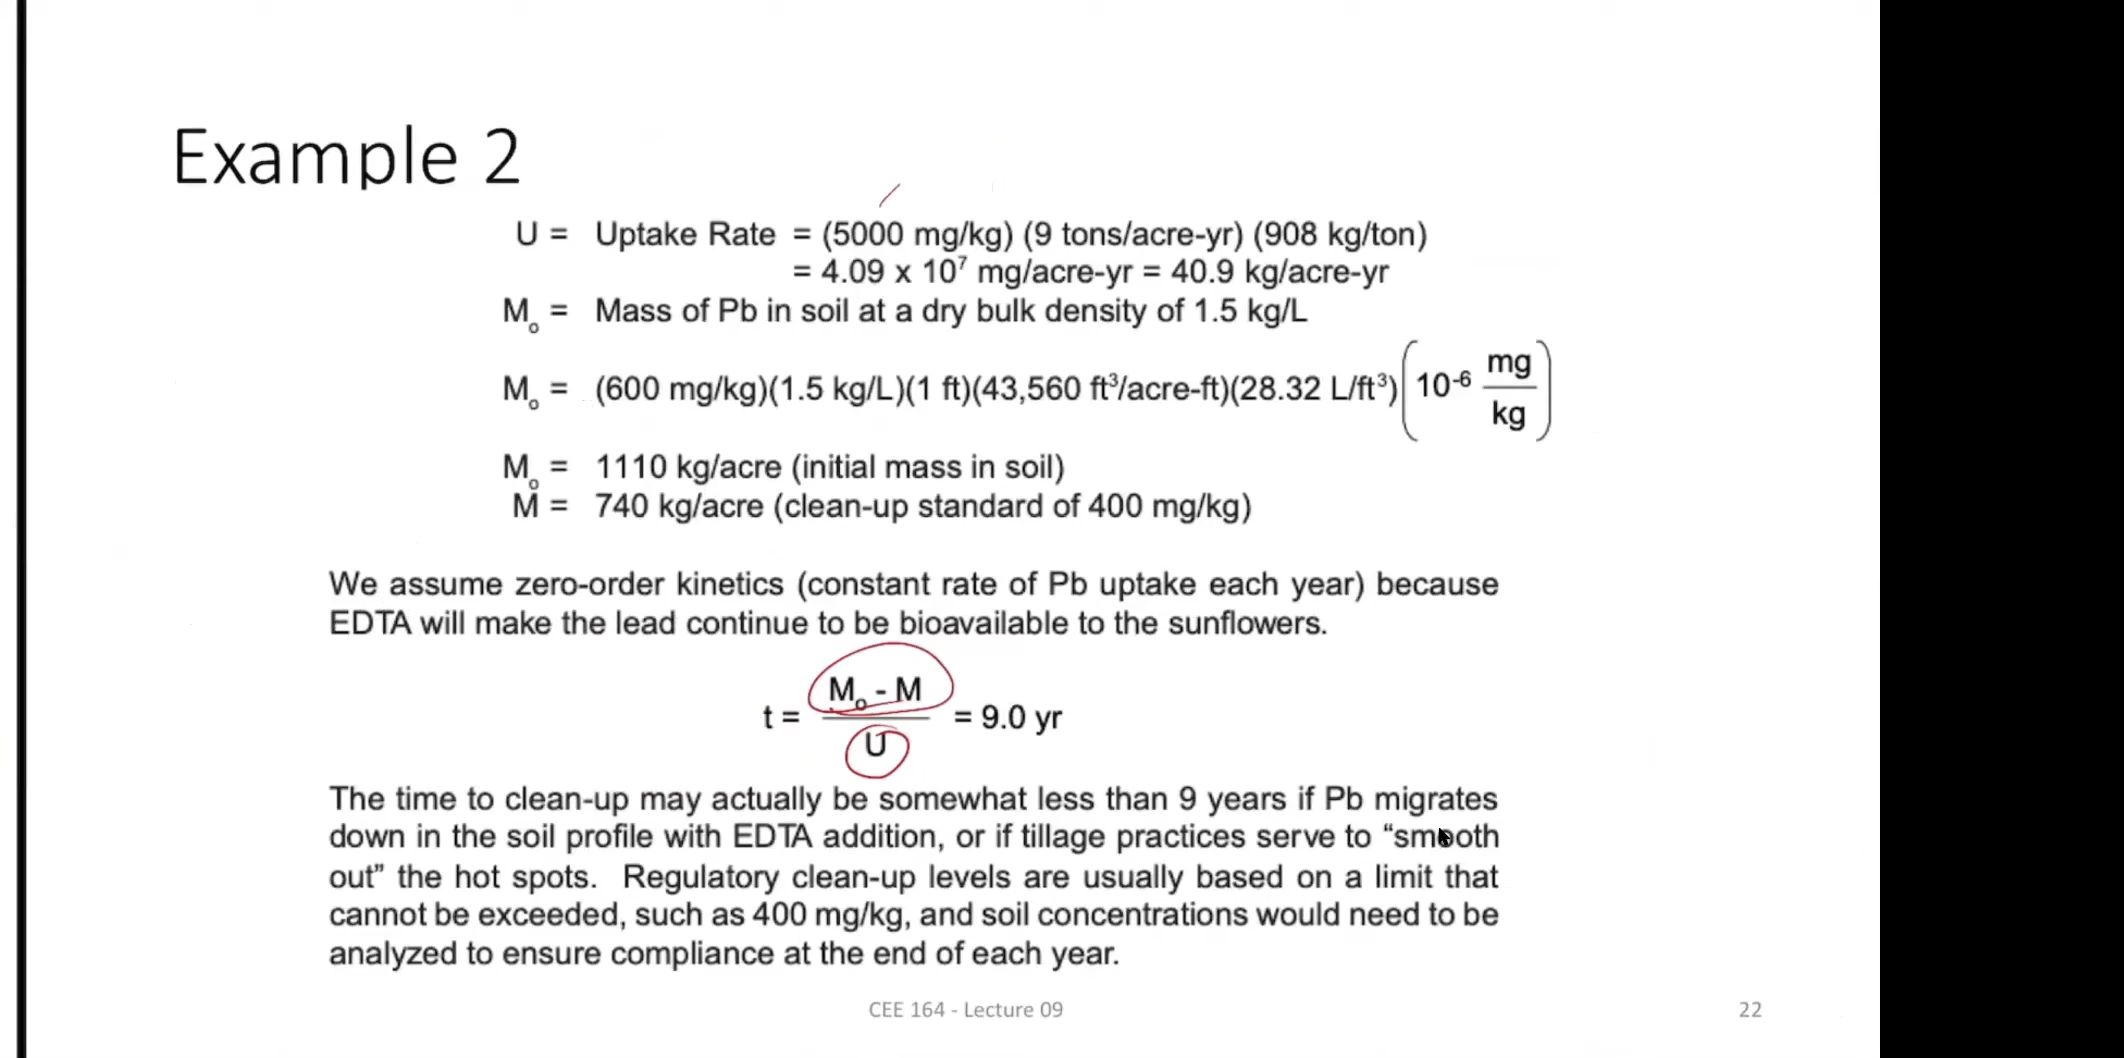 Example 2
U = Uptake Rate = (5000 mg/kg) (9 tons/acre-yr) (908 kg/ton)
= 4.09 x 10⁷ mg/acre-yr = 40.9 kg/acre-yr
Mₒ = Mass of Pb in soil at a dry bulk density of 1.5 kg/L
Mₒ = (600 mg/kg)(1.5 kg/L)(1 ft)(43,560 ft³/acre-ft)(28.32 L/ft³) (10⁻⁶ mg/kg)
Mₒ = 1110 kg/acre (initial mass in soil)
M = 740 kg/acre (clean-up standard of 400 mg/kg)
We assume zero-order kinetics (constant rate of Pb uptake each year) because
EDTA will make the lead continue to be bioavailable to the sunflowers.
t = (Mₒ - M) / U = 9.0 yr
The time to clean-up may actually be somewhat less than 9 years if Pb migrates
down in the soil profile with EDTA addition, or if tillage practices serve to “smooth
out” the hot spots. Regulatory clean-up levels are usually based on a limit that
cannot be exceeded, such as 400 mg/kg, and soil concentrations would need to be
analyzed to ensure compliance at the end of each year.
CEE 164 - Lecture 09
22